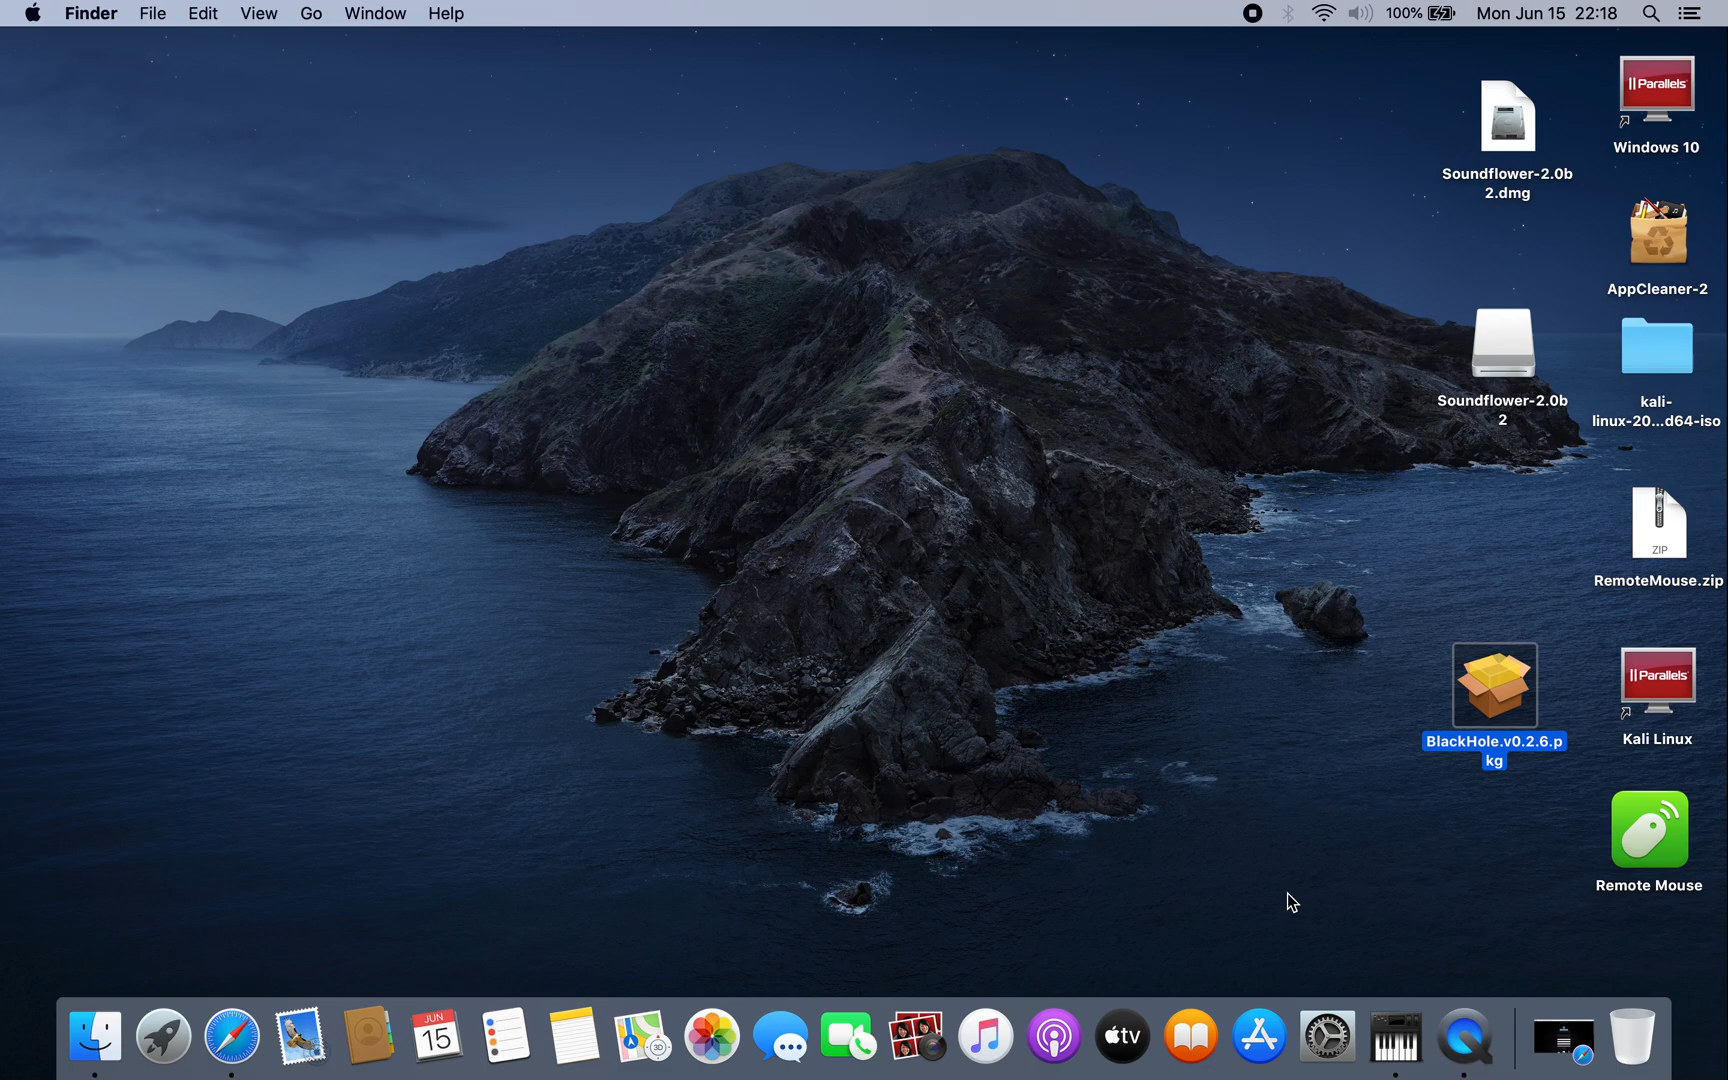 Finder File Edit View Go Window Help 100% Mon Jun 15 22:18
Parallels
Windows 10
Soundflower-2.0b
2.dmg
AppCleaner-2
Soundflower-2.0b
2
kali-
linux-20...d64-iso
ZIP
RemoteMouse.zip
BlackHole.v0.2.6.p
kg
Parallels
Kali Linux
Remote Mouse
JUN
15
3D
tv